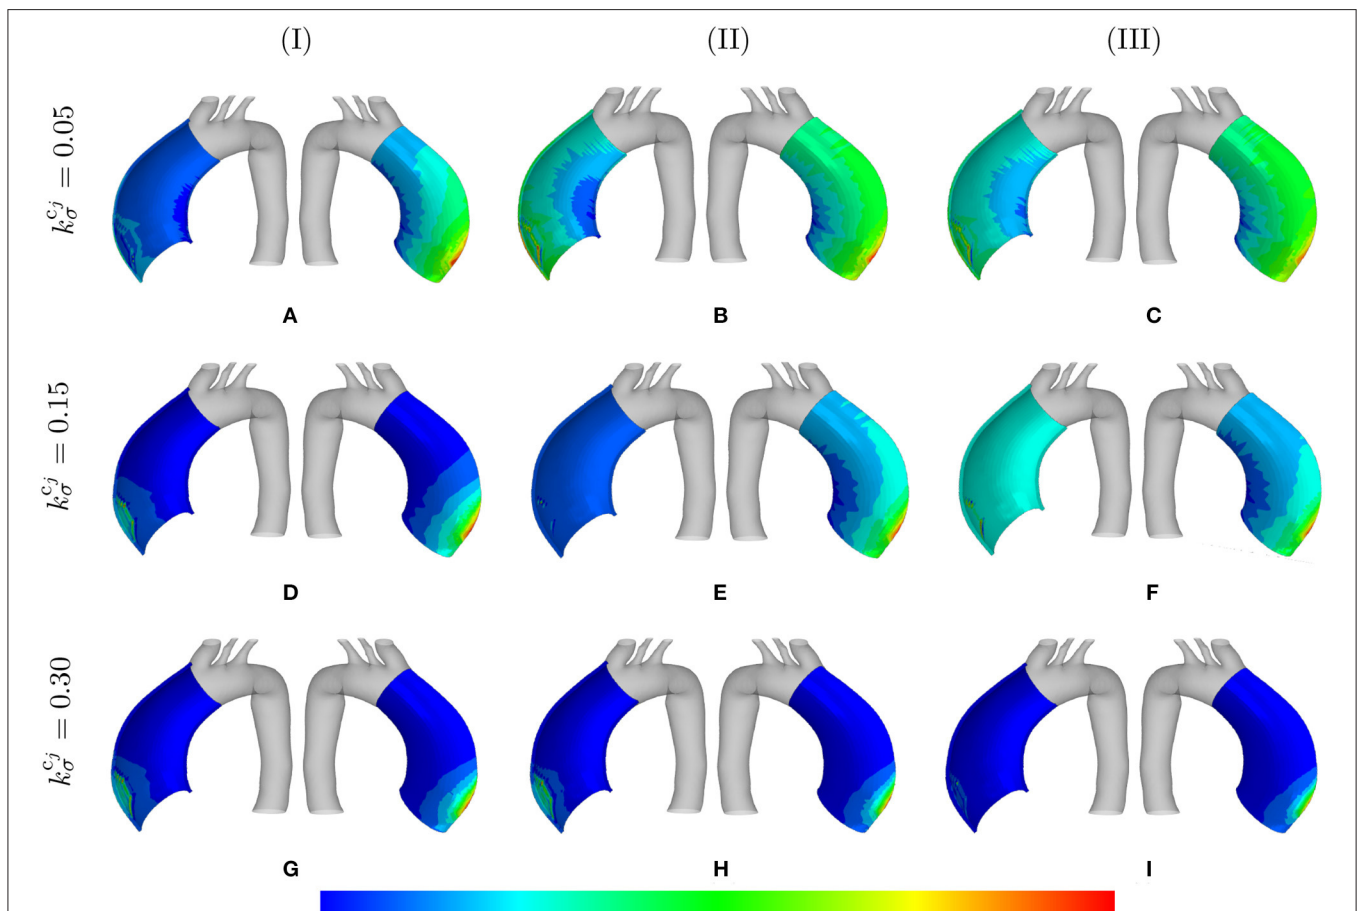 (I) (II) (III)
k_σ^{c_j} = 0.05
A B C
k_σ^{c_j} = 0.15
D E F
k_σ^{c_j} = 0.30
G H I